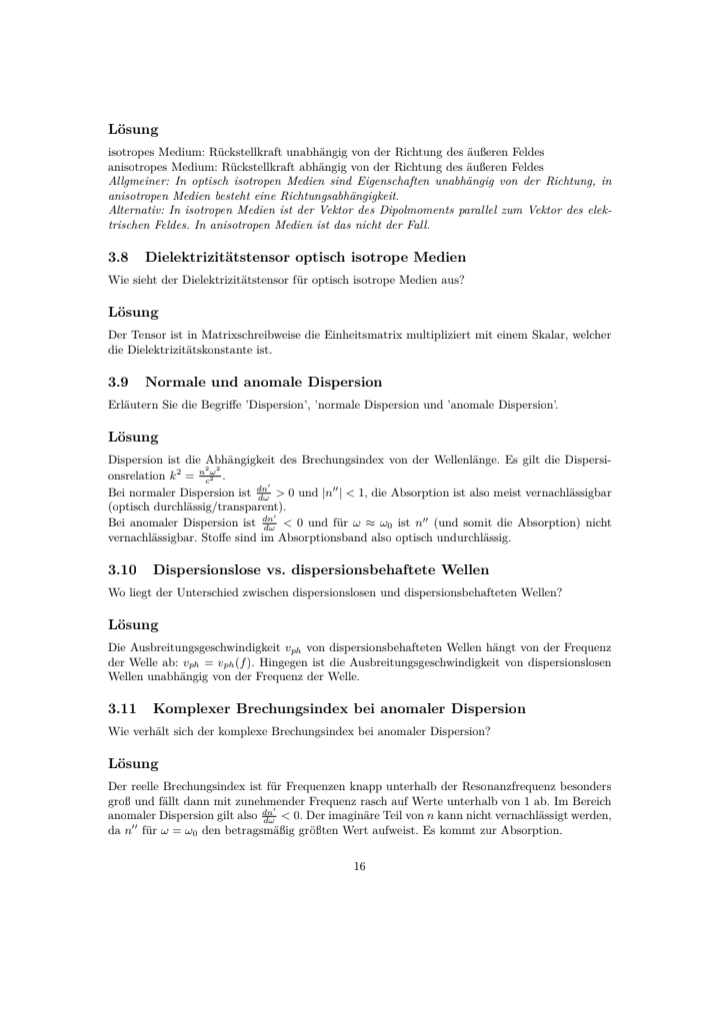 Lösung
isotropes Medium: Rückstellkraft unabhängig von der Richtung des äußeren Feldes
anisotropes Medium: Rückstellkraft abhängig von der Richtung des äußeren Feldes
Allgmeiner: In optisch isotropen Medien sind Eigenschaften unabhängig von der Richtung, in
anisotropen Medien besteht eine Richtungsabhängigkeit.
Alternativ: In isotropen Medien ist der Vektor des Dipolmoments parallel zum Vektor des elek-
trischen Feldes. In anisotropen Medien ist das nicht der Fall.
3.8 Dielektrizitätstensor optisch isotrope Medien
Wie sieht der Dielektrizitätstensor für optisch isotrope Medien aus?
Lösung
Der Tensor ist in Matrixschreibweise die Einheitsmatrix multipliziert mit einem Skalar, welcher
die Dielektrizitätskonstante ist.
3.9 Normale und anomale Dispersion
Erläutern Sie die Begriffe 'Dispersion', 'normale Dispersion und 'anomale Dispersion'.
Lösung
Dispersion ist die Abhängigkeit des Brechungsindex von der Wellenlänge. Es gilt die Dispersi-
onsrelation $k^2 = \frac{n^2\omega^2}{c^2}$.
Bei normaler Dispersion ist $\frac{dn'}{d\omega} > 0$ und $|n''| < 1$, die Absorption ist also meist vernachlässigbar
(optisch durchlässig/transparent).
Bei anomaler Dispersion ist $\frac{dn'}{d\omega} < 0$ und für $\omega \approx \omega_0$ ist $n''$ (und somit die Absorption) nicht
vernachlässigbar. Stoffe sind im Absorptionsband also optisch undurchlässig.
3.10 Dispersionslose vs. dispersionsbehaftete Wellen
Wo liegt der Unterschied zwischen dispersionslosen und dispersionsbehafteten Wellen?
Lösung
Die Ausbreitungsgeschwindigkeit $v_{ph}$ von dispersionsbehafteten Wellen hängt von der Frequenz
der Welle ab: $v_{ph} = v_{ph}(f)$. Hingegen ist die Ausbreitungsgeschwindigkeit von dispersionslosen
Wellen unabhängig von der Frequenz der Welle.
3.11 Komplexer Brechungsindex bei anomaler Dispersion
Wie verhält sich der komplexe Brechungsindex bei anomaler Dispersion?
Lösung
Der reelle Brechungsindex ist für Frequenzen knapp unterhalb der Resonanzfrequenz besonders
groß und fällt dann mit zunehmender Frequenz rasch auf Werte unterhalb von 1 ab. Im Bereich
anomaler Dispersion gilt also $\frac{dn'}{d\omega} < 0$. Der imaginäre Teil von $n$ kann nicht vernachlässigt werden,
da $n''$ für $\omega = \omega_0$ den betragsmäßig größten Wert aufweist. Es kommt zur Absorption.
16